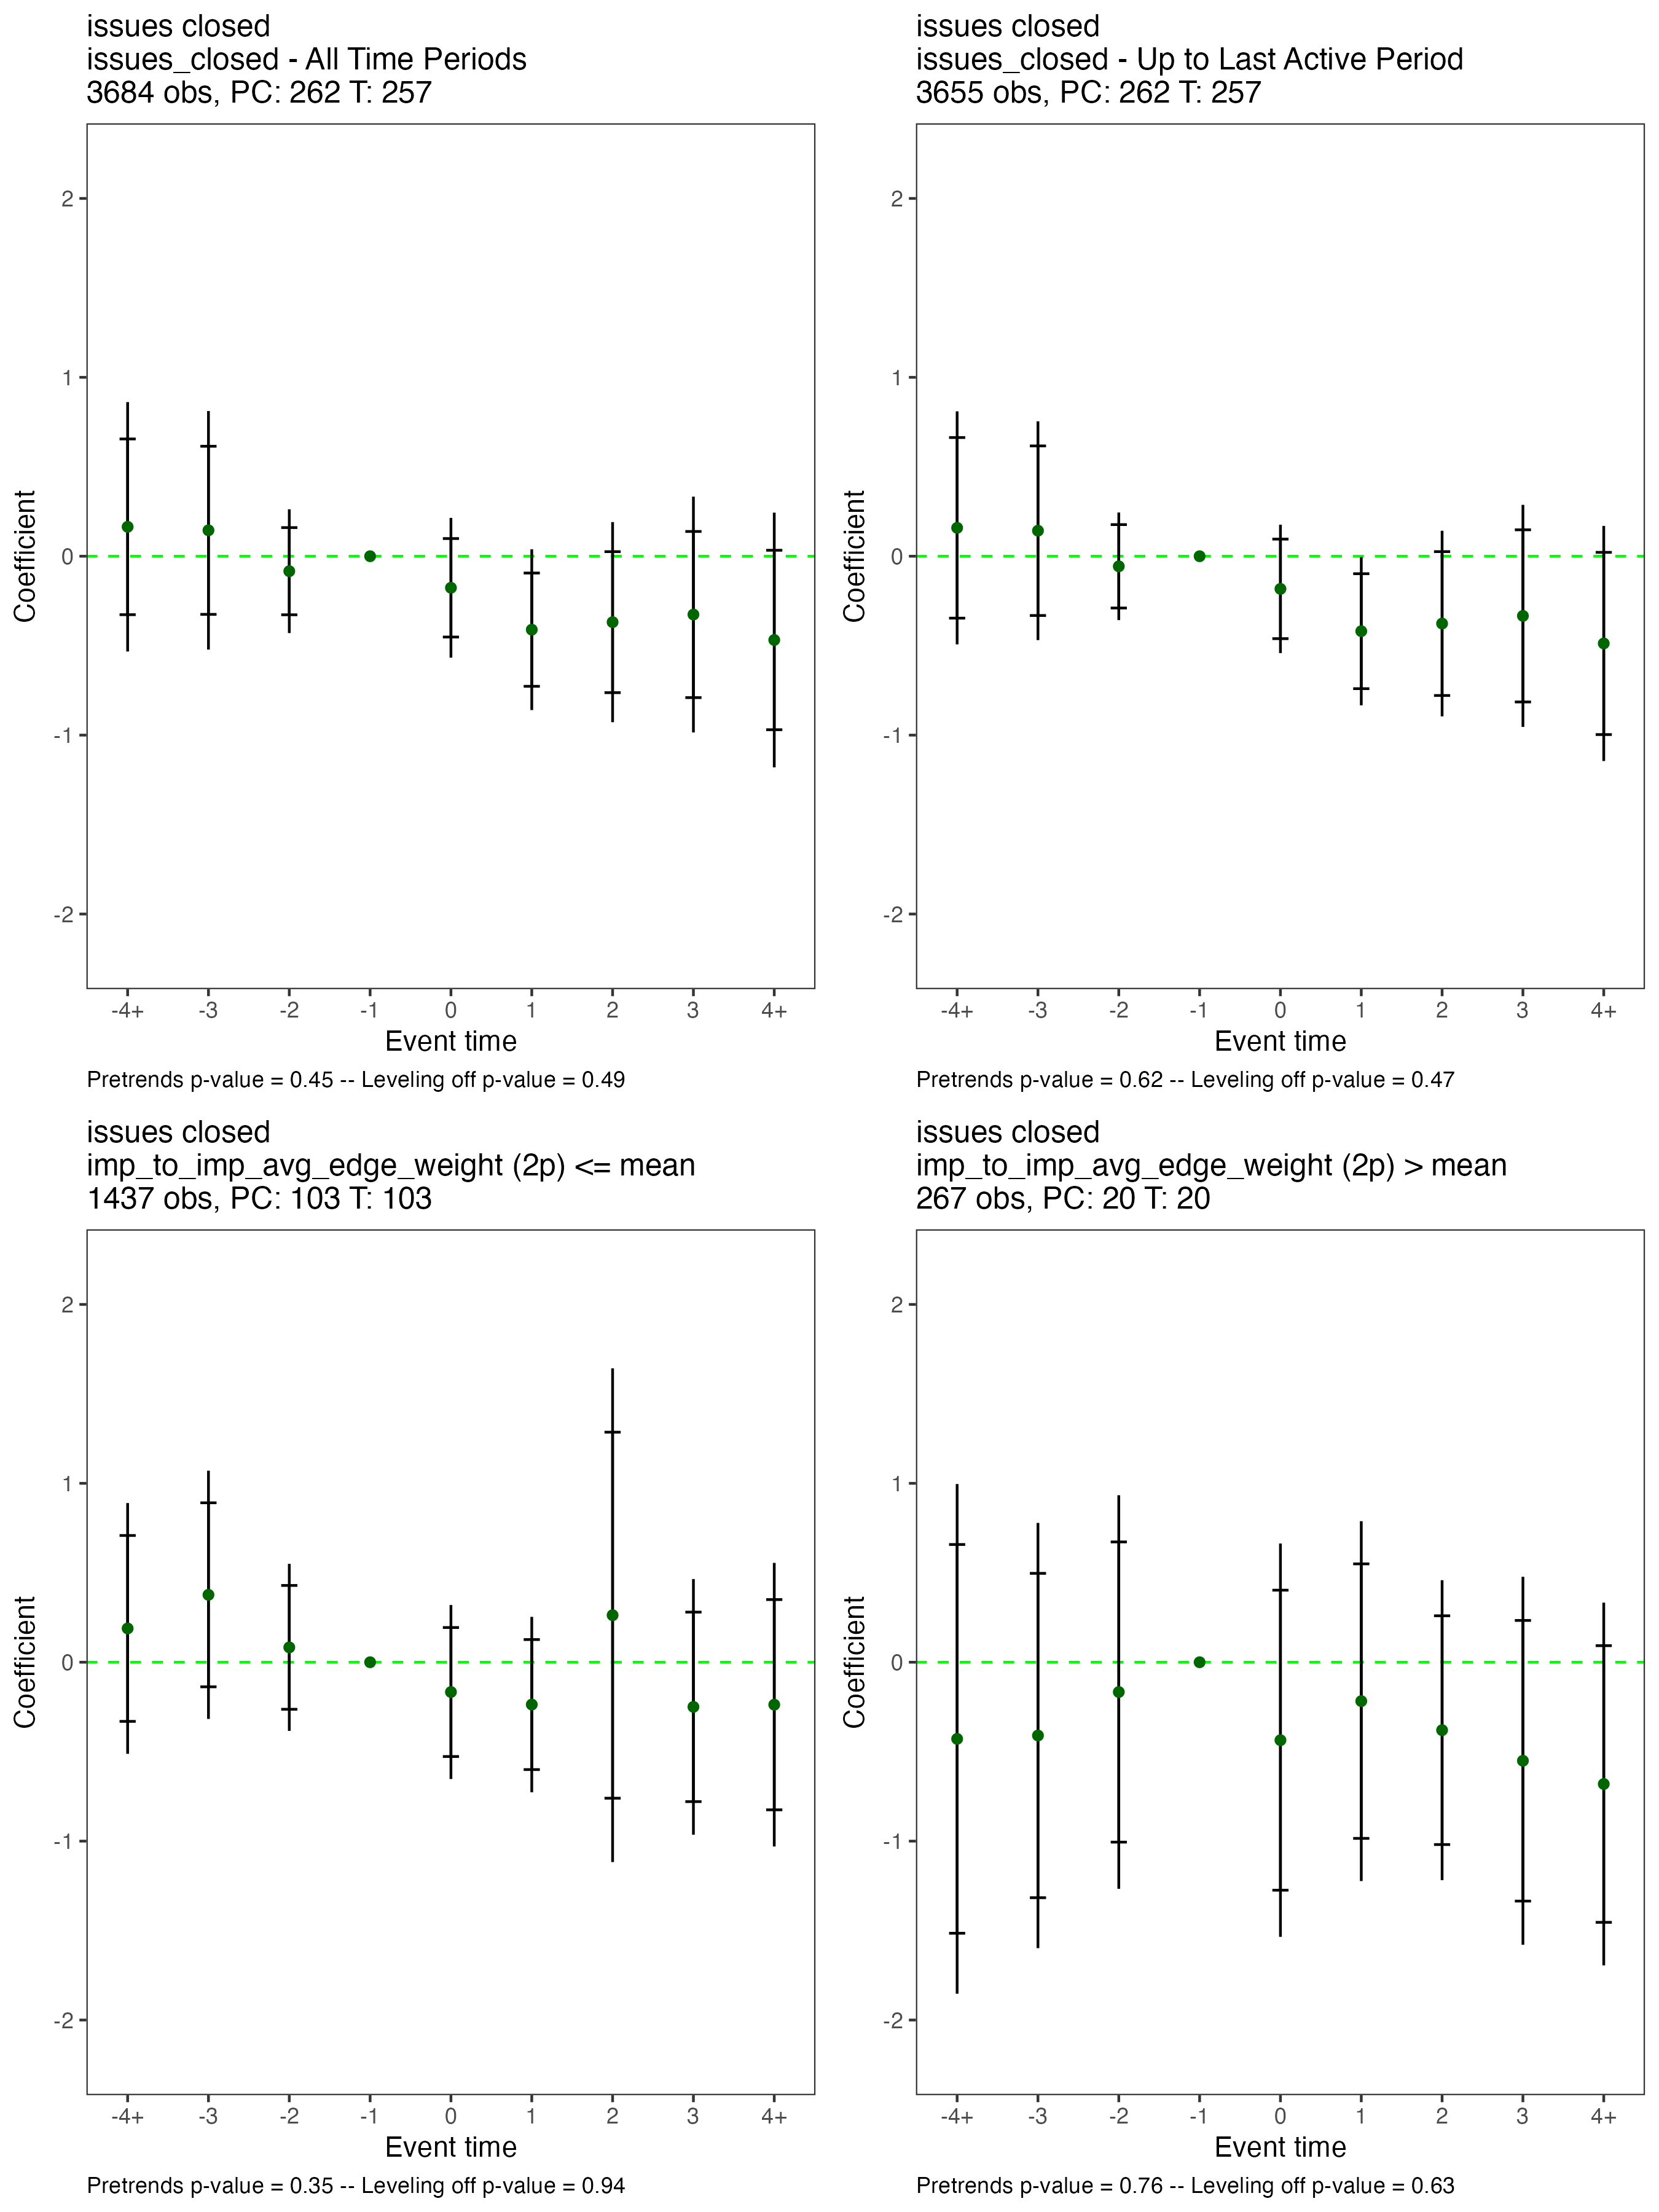 issues closed
issues_closed - All Time Periods
3684 obs, PC: 262 T: 257
2
1
0
-1
-2
Coefficient
-4+ -3 -2 -1 0 1 2 3 4+
Event time
Pretrends p-value = 0.45 -- Leveling off p-value = 0.49
issues closed
issues_closed - Up to Last Active Period
3655 obs, PC: 262 T: 257
2
1
0
-1
-2
Coefficient
-4+ -3 -2 -1 0 1 2 3 4+
Event time
Pretrends p-value = 0.62 -- Leveling off p-value = 0.47
issues closed
imp_to_imp_avg_edge_weight (2p) <= mean
1437 obs, PC: 103 T: 103
2
1
0
-1
-2
Coefficient
-4+ -3 -2 -1 0 1 2 3 4+
Event time
Pretrends p-value = 0.35 -- Leveling off p-value = 0.94
issues closed
imp_to_imp_avg_edge_weight (2p) > mean
267 obs, PC: 20 T: 20
2
1
0
-1
-2
Coefficient
-4+ -3 -2 -1 0 1 2 3 4+
Event time
Pretrends p-value = 0.76 -- Leveling off p-value = 0.63